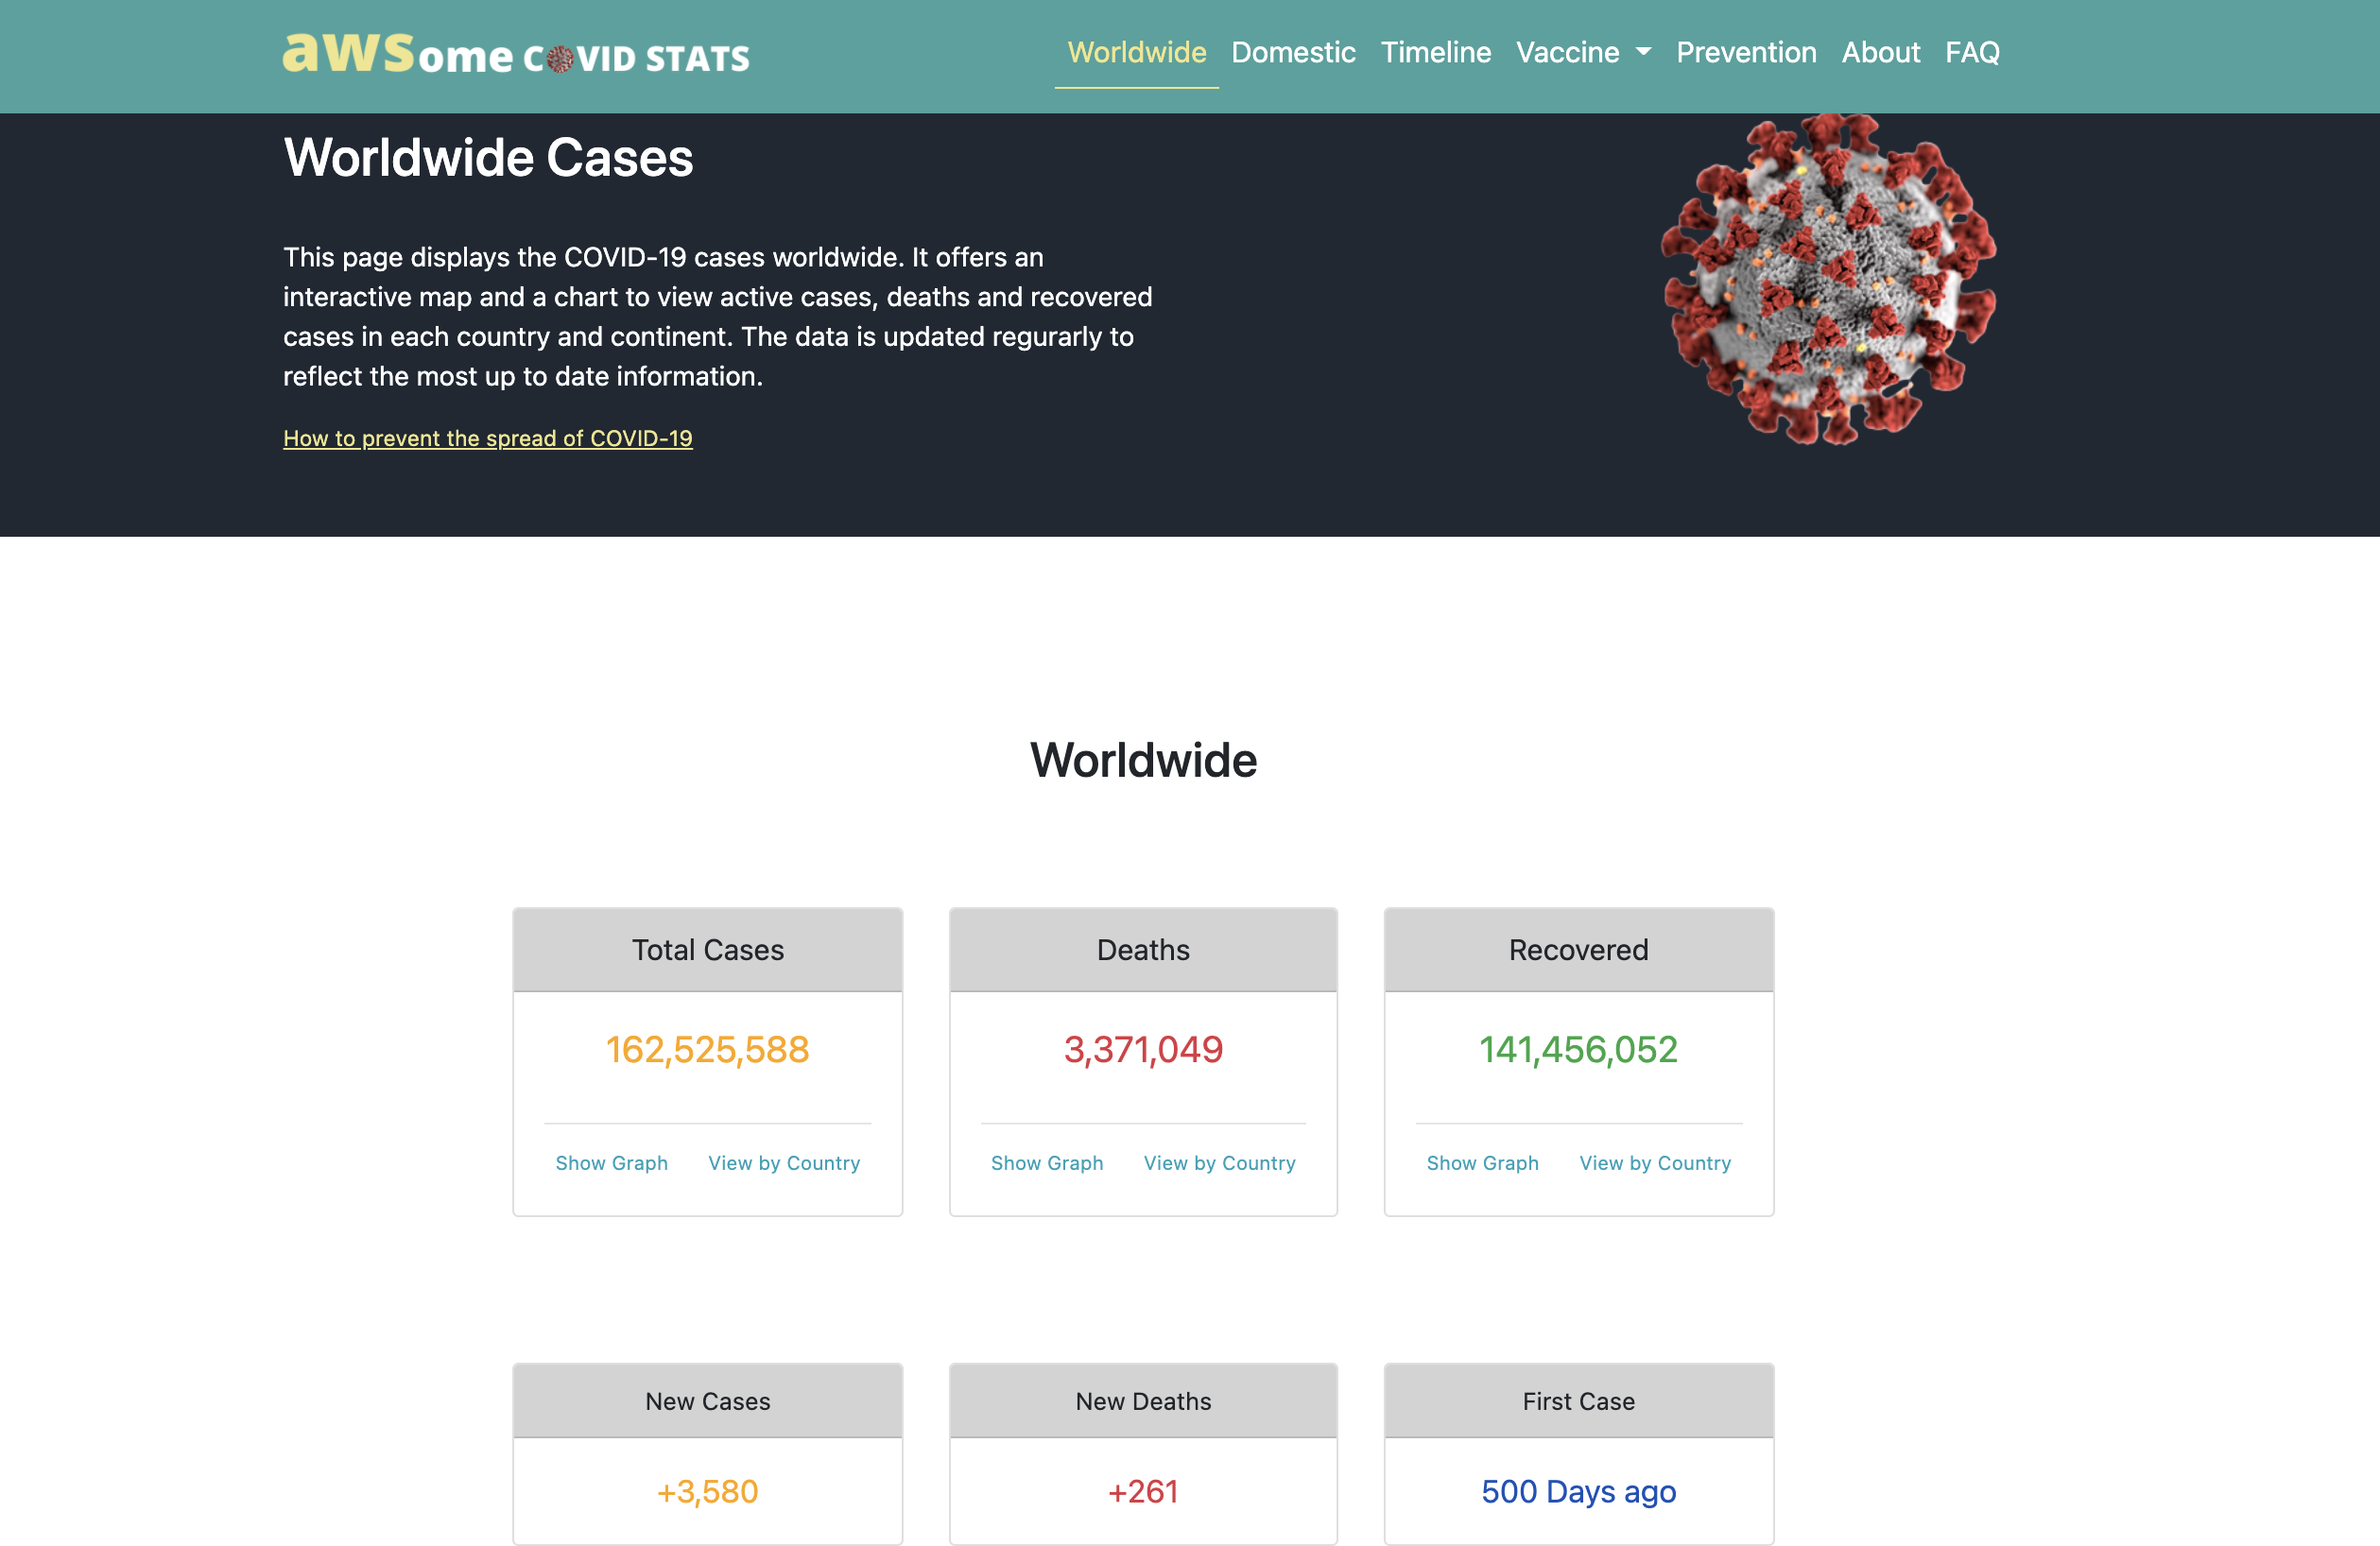 awsome COVID STATS
Worldwide Domestic Timeline Vaccine Prevention About FAQ
Worldwide Cases
This page displays the COVID-19 cases worldwide. It offers an
interactive map and a chart to view active cases, deaths and recovered
cases in each country and continent. The data is updated regurarly to
reflect the most up to date information.
How to prevent the spread of COVID-19
Worldwide
Total Cases
162,525,588
Show Graph View by Country
Deaths
3,371,049
Show Graph View by Country
Recovered
141,456,052
Show Graph View by Country
New Cases
+3,580
New Deaths
+261
First Case
500 Days ago